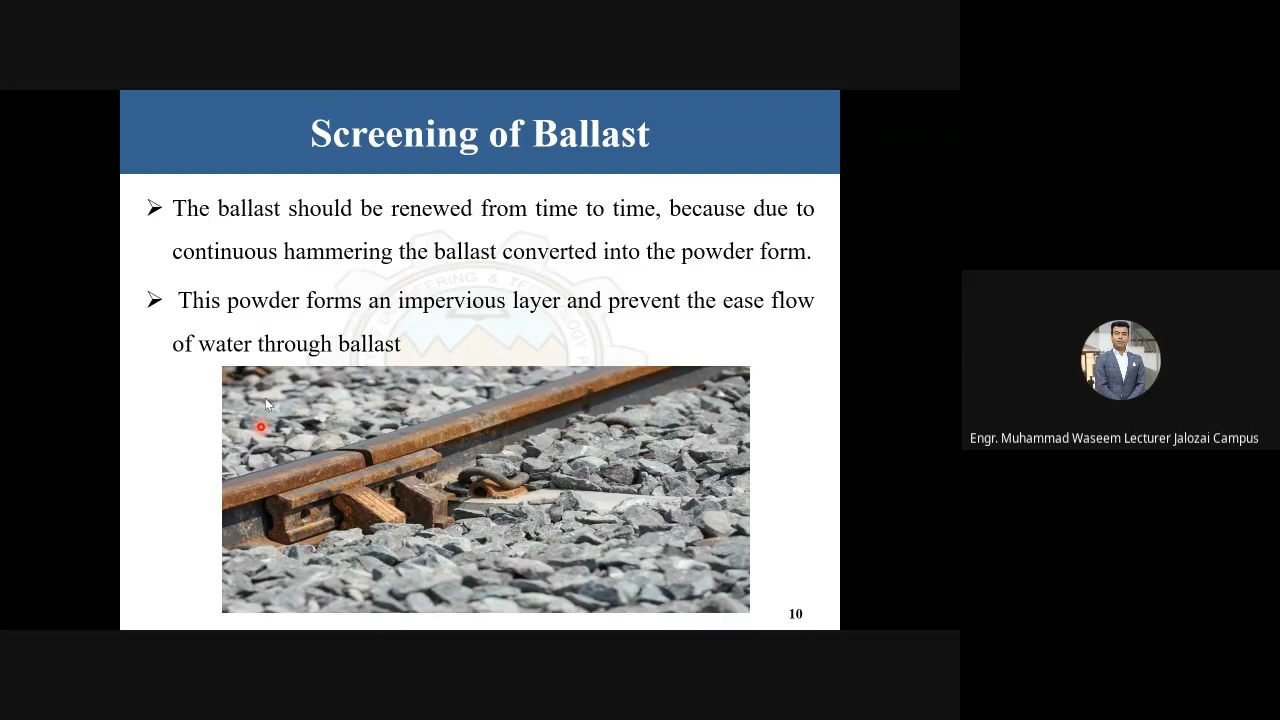 Screening of Ballast
➢ The ballast should be renewed from time to time, because due to
continuous hammering the ballast converted into the powder form.
➢ This powder forms an impervious layer and prevent the ease flow
of water through ballast
ENGINEERING & TECHNOLOGY
10
Engr. Muhammad Waseem Lecturer Jalozai Campus